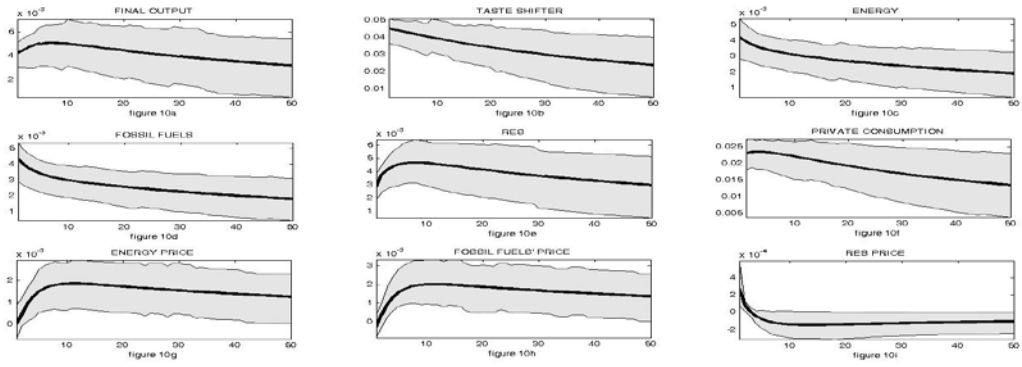 FINAL OUTPUT
x 10⁻³
6
4
2
10 20 30 40 50
figure 10a
TASTE SHIFTER
0.05
0.04
0.03
0.02
0.01
10 20 30 40 50
figure 10b
ENERGY
x 10⁻³
5
4
3
2
1
10 20 30 40 50
figure 10c
FOSSIL FUELS
x 10⁻³
5
4
3
2
1
10 20 30 40 50
figure 10d
RES
x 10⁻³
6
5
4
3
2
1
10 20 30 40 50
figure 10e
PRIVATE CONSUMPTION
0.025
0.02
0.015
0.01
0.005
10 20 30 40 50
figure 10f
ENERGY PRICE
x 10⁻³
2
1
0
10 20 30 40 50
figure 10g
FOSSIL FUELS' PRICE
x 10⁻³
3
2
1
0
10 20 30 40 50
figure 10h
RES PRICE
x 10⁻⁴
4
2
0
-2
10 20 30 40 50
figure 10i